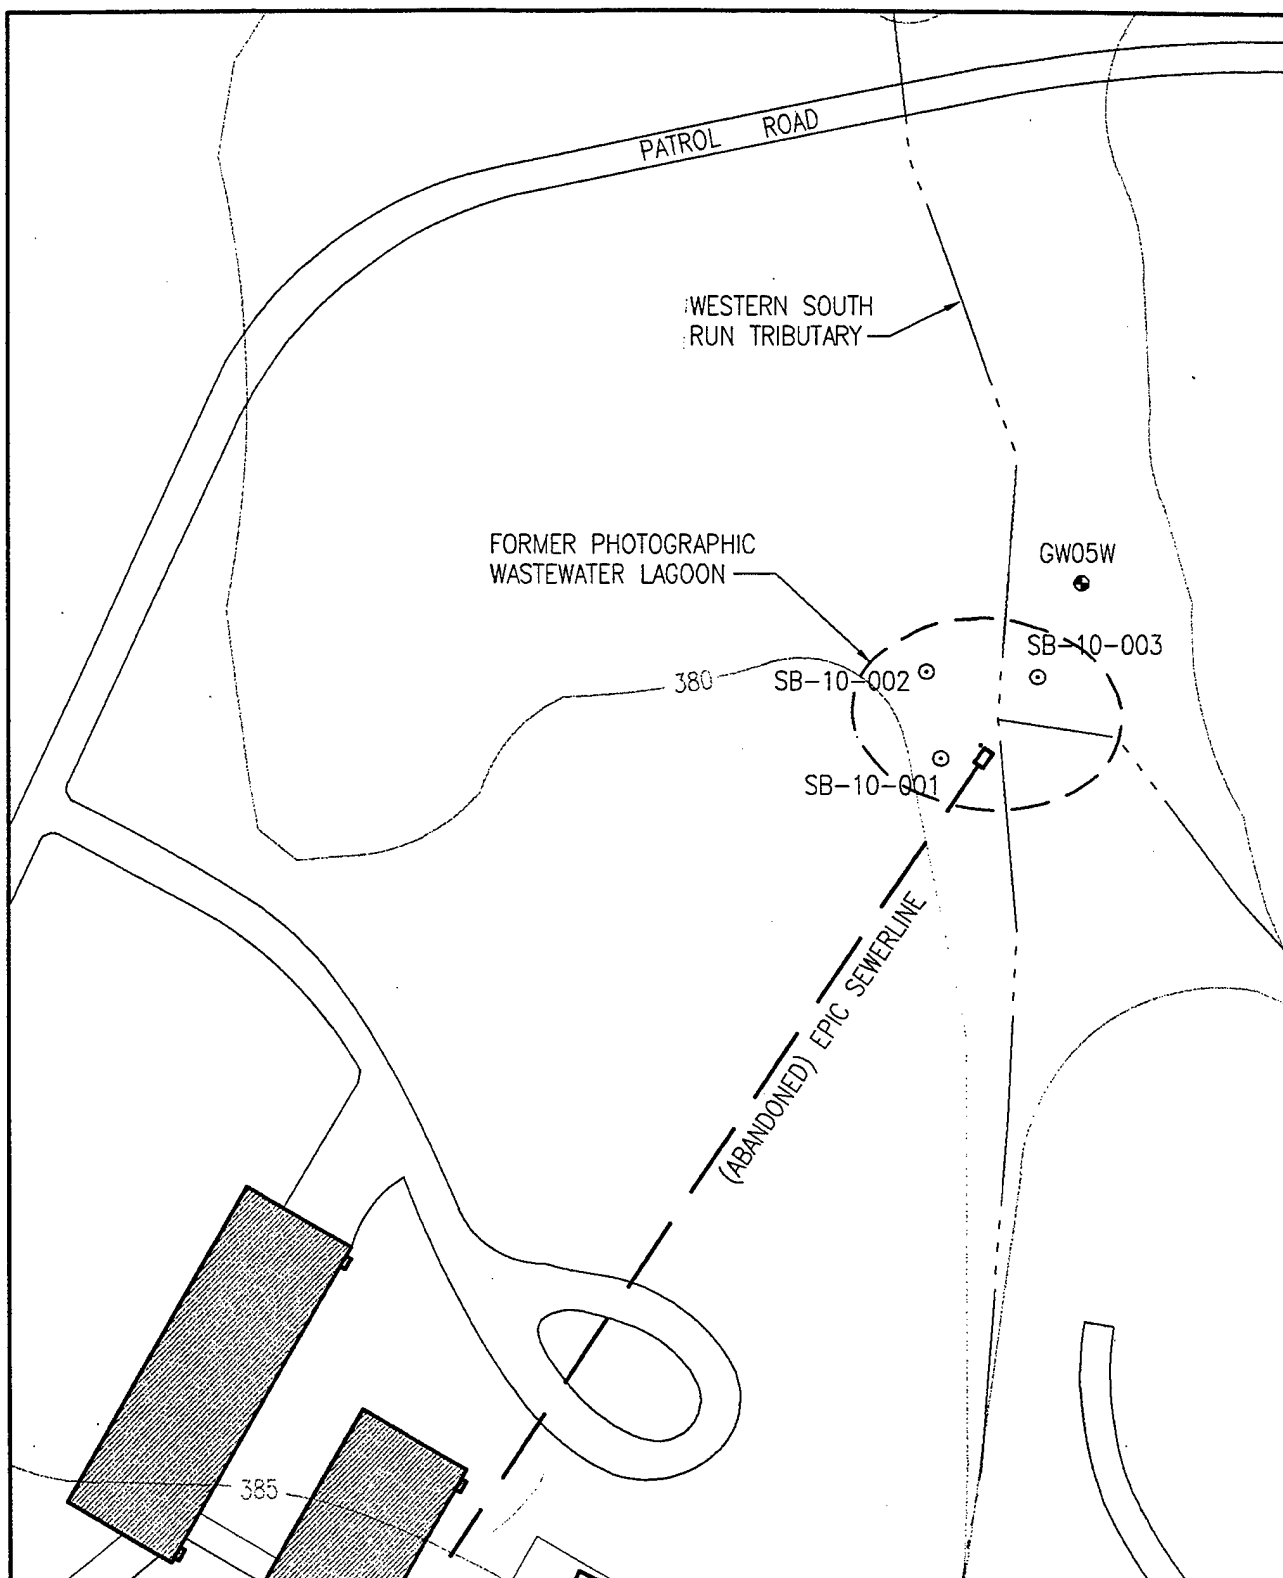 PATROL ROAD
WESTERN SOUTH
RUN TRIBUTARY
FORMER PHOTOGRAPHIC
WASTEWATER LAGOON
GW05W
SB-10-003
380
SB-10-002
SB-10-001
(ABANDONED) EPIC SEWERLINE
385